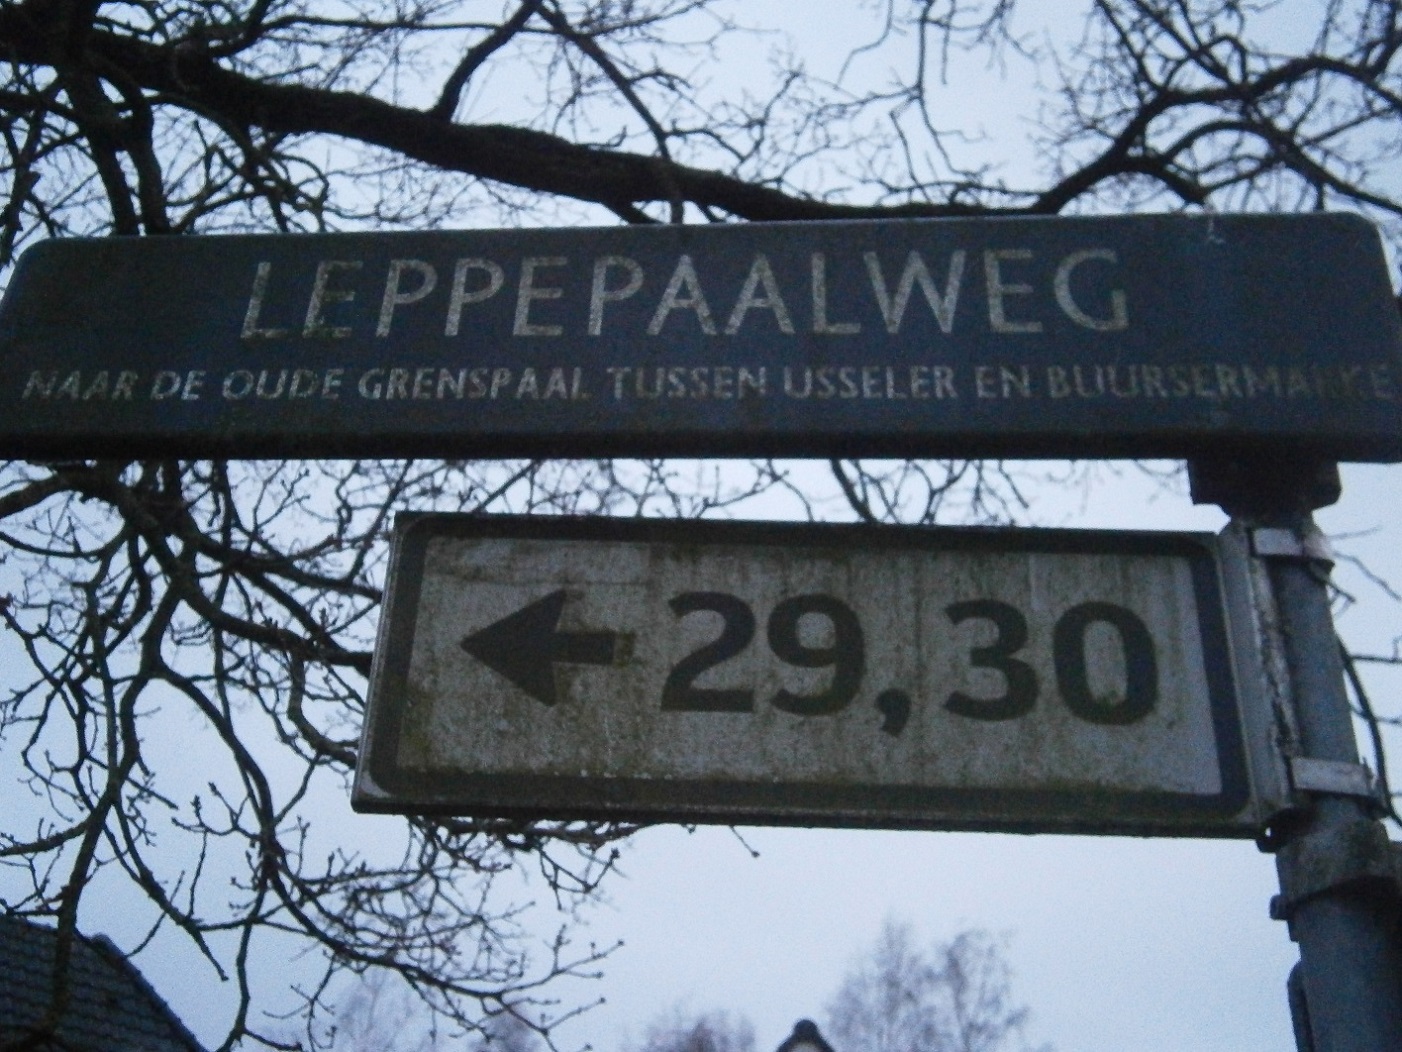 LEPPEPAALWEG
NAAR DE OUDE GRENSPAAL TUSSEN USSELER EN BUURSERMARKE
← 29, 30